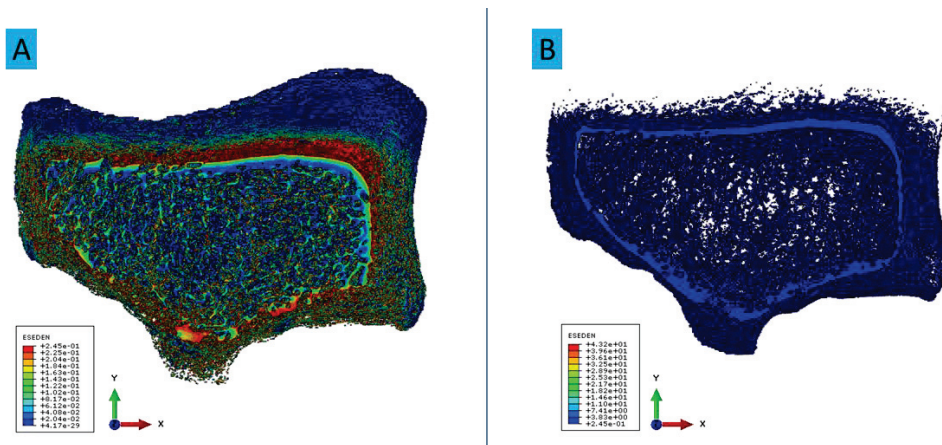 A
ESEDEN
+2.45e-01
+2.25e-01
+2.04e-01
+1.84e-01
+1.63e-01
+1.43e-01
+1.22e-01
+1.02e-01
+8.17e-02
+6.12e-02
+4.08e-02
+2.04e-02
+4.17e-29
Y
Z
X
B
ESEDEN
+4.32e+01
+3.96e+01
+3.61e+01
+3.25e+01
+2.89e+01
+2.53e+01
+2.17e+01
+1.82e+01
+1.46e+01
+1.10e+01
+7.41e+00
+3.83e+00
+2.45e-01
Y
Z
X